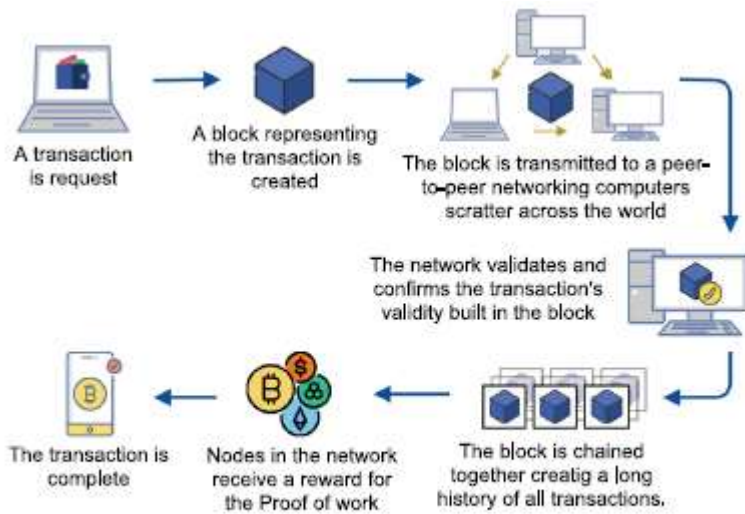 A transaction
is request
A block representing
the transaction is
created
The block is transmitted to a peer-
to-peer networking computers
scratter across the world
The network validates and
confirms the transaction's
validity built in the block
The block is chained
together creatig a long
history of all transactions.
Nodes in the network
receive a reward for
the Proof of work
The transaction is
complete